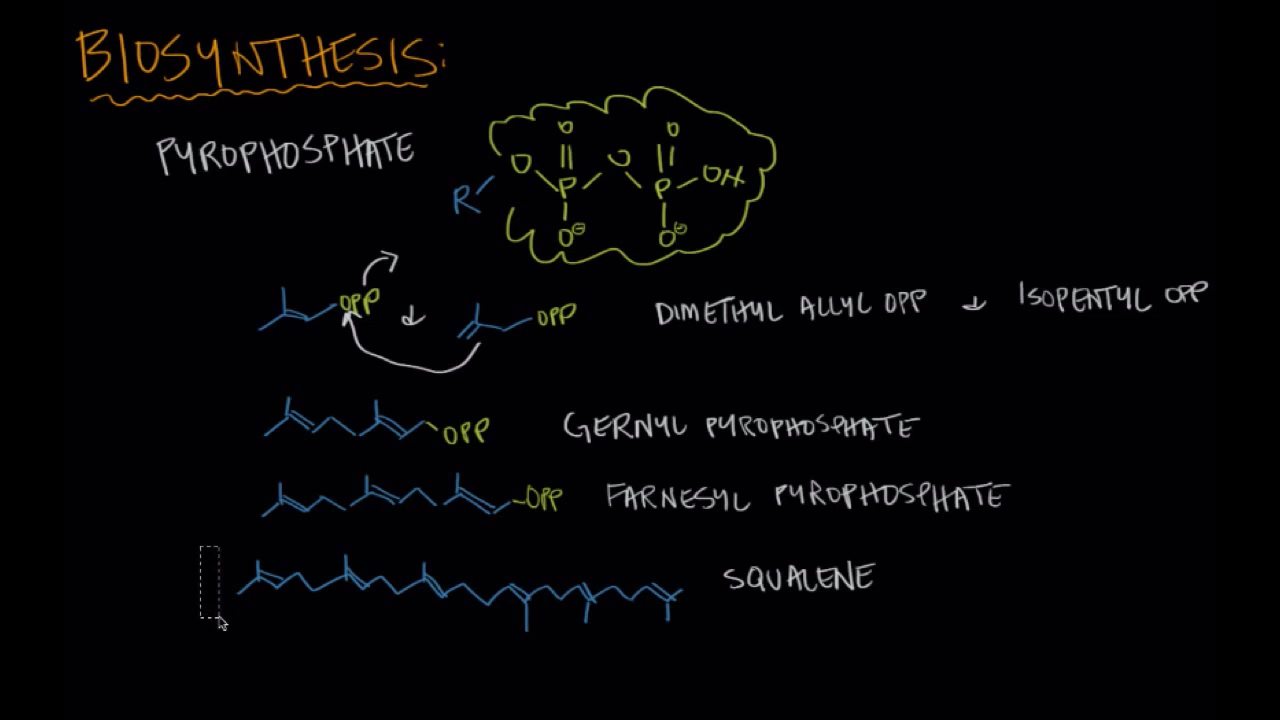 BIOSYNTHESIS:
PYROPHOSPHATE
O O
O P O P OH
R
O⊖ O⊖
OPP & OPP DIMETHYL ALLYL OPP & ISOPENTYL OPP
OPP GERNYL PYROPHOSPHATE
-OPP FARNESYL PYROPHOSPHATE
SQUALENE